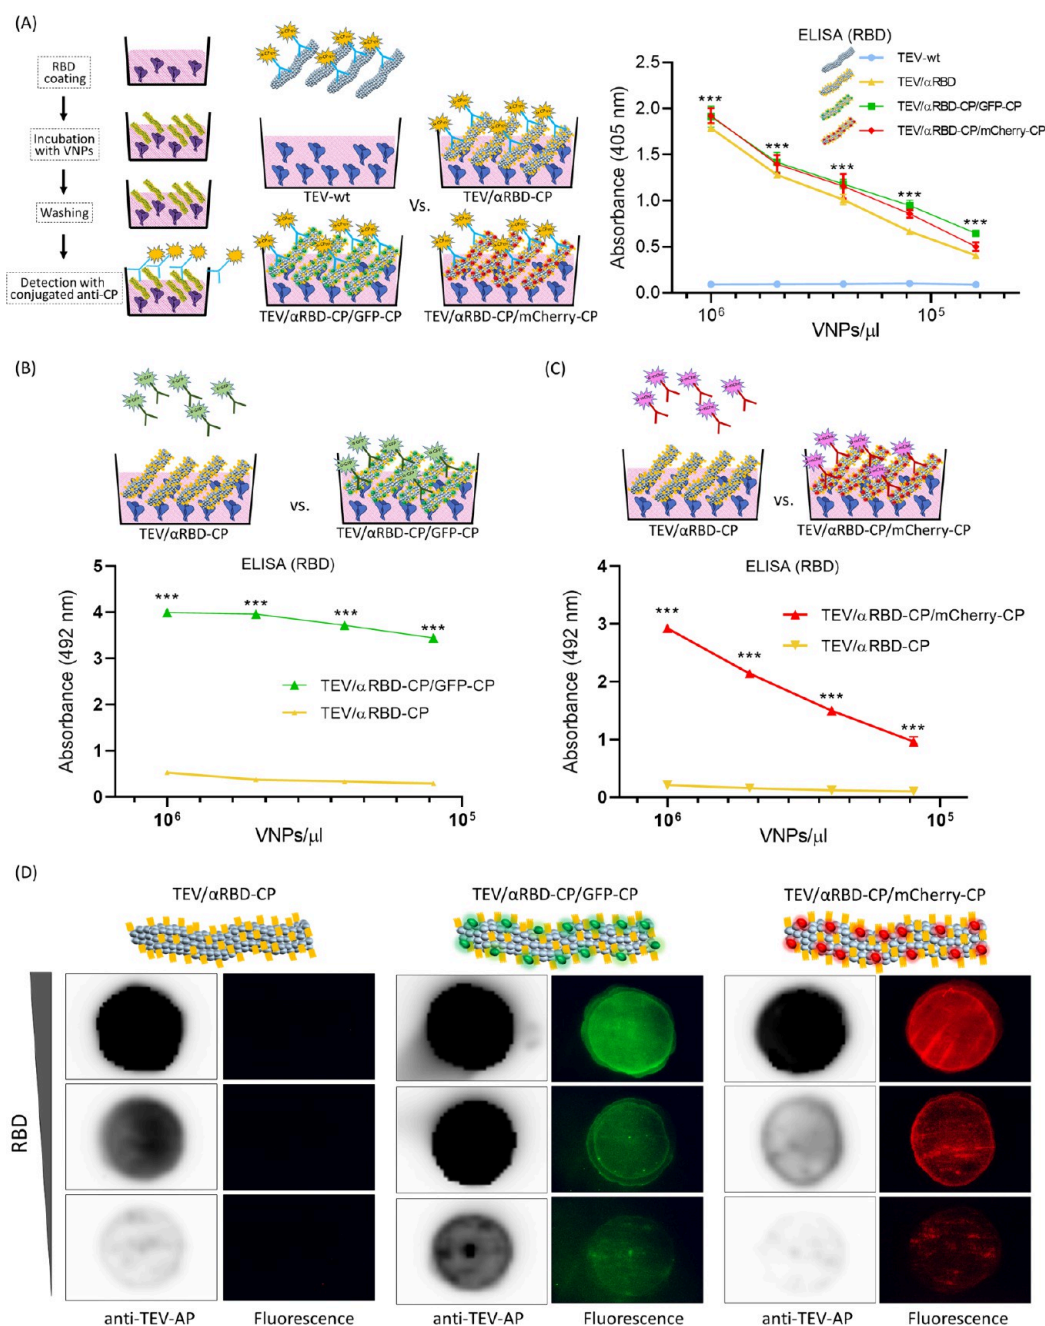 (A)
RBD
coating
Incubation
with VNPs
Washing
Detection with
conjugated anti-CP
TEV-wt
Vs.
TEV/αRBD-CP
TEV/αRBD-CP/GFP-CP
TEV/αRBD-CP/mCherry-CP
ELISA (RBD)
TEV-wt
TEV/αRBD
TEV/αRBD-CP/GFP-CP
TEV/αRBD-CP/mCherry-CP
Absorbance (405 nm)
2.5
2.0
1.5
1.0
0.5
0.0
***
***
***
***
***
10⁶
10⁵
VNPs/µl
(B)
TEV/αRBD-CP
vs.
TEV/αRBD-CP/GFP-CP
ELISA (RBD)
Absorbance (492 nm)
5
4
3
2
1
0
***
***
***
***
TEV/αRBD-CP/GFP-CP
TEV/αRBD-CP
10⁶
10⁵
VNPs/µl
(C)
TEV/αRBD-CP
vs.
TEV/αRBD-CP/mCherry-CP
ELISA (RBD)
Absorbance (492 nm)
4
3
2
1
0
***
***
***
***
TEV/αRBD-CP/mCherry-CP
TEV/αRBD-CP
10⁶
10⁵
VNPs/µl
(D)
TEV/αRBD-CP
TEV/αRBD-CP/GFP-CP
TEV/αRBD-CP/mCherry-CP
RBD
anti-TEV-AP
Fluorescence
anti-TEV-AP
Fluorescence
anti-TEV-AP
Fluorescence